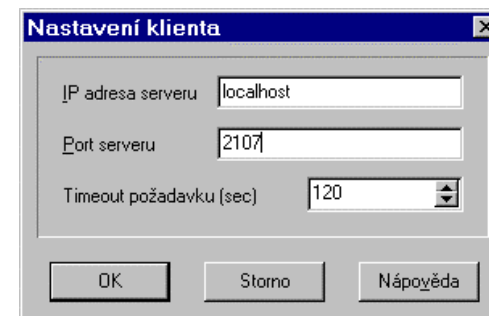 Nastavení klienta
IP adresa serveru localhost
Port serveru 2107
Timeout požadavku (sec) 120
OK Storno Nápověda